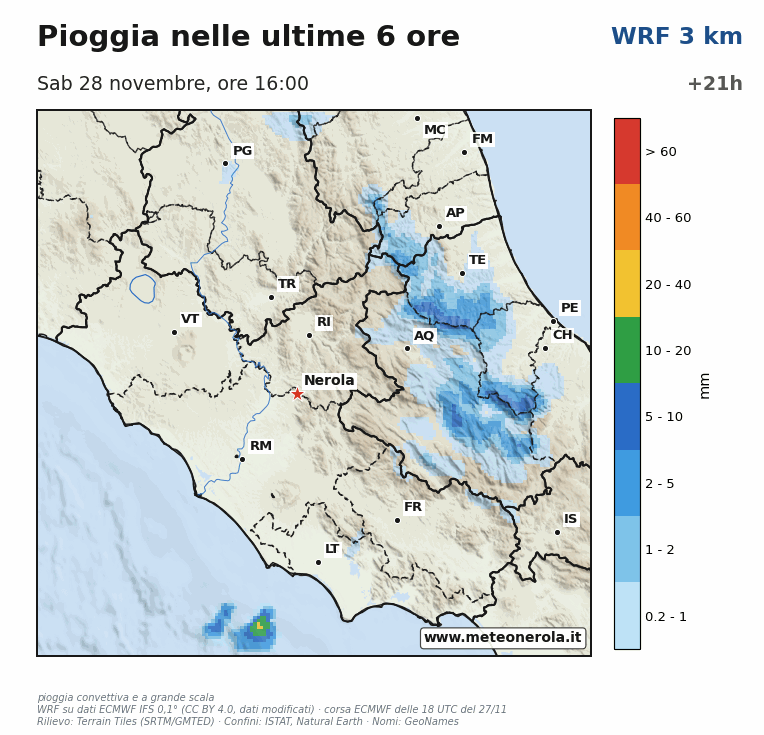 Pioggia nelle ultime 6 ore
WRF 3 km
Sab 28 novembre, ore 16:00
+21h
MC
FM
PG
AP
TE
TR
PE
VT
RI
AQ
CH
Nerola
RM
FR
IS
LT
www.meteonerola.it
> 60
40 - 60
20 - 40
10 - 20
5 - 10
2 - 5
1 - 2
0.2 - 1
mm
pioggia convettiva e a grande scala
WRF su dati ECMWF IFS 0,1° (CC BY 4.0, dati modificati) · corsa ECMWF delle 18 UTC del 27/11
Rilievo: Terrain Tiles (SRTM/GMTED) · Confini: ISTAT, Natural Earth · Nomi: GeoNames